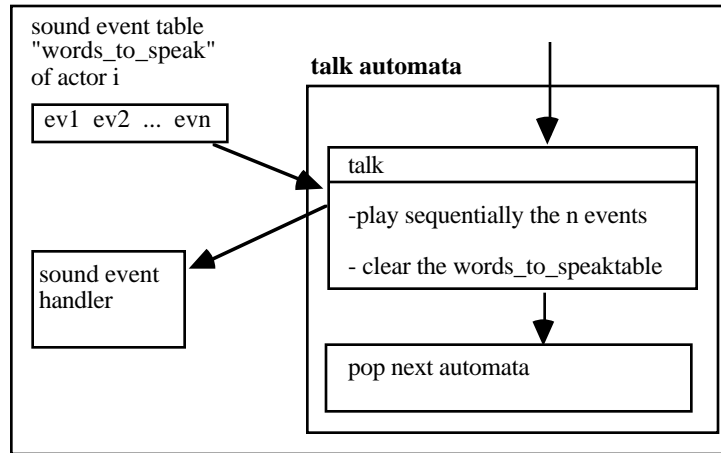 sound event table
"words_to_speak"
of actor i
ev1 ev2 ... evn
sound event
handler
talk automata
talk
-play sequentially the n events
- clear the words_to_speaktable
pop next automata